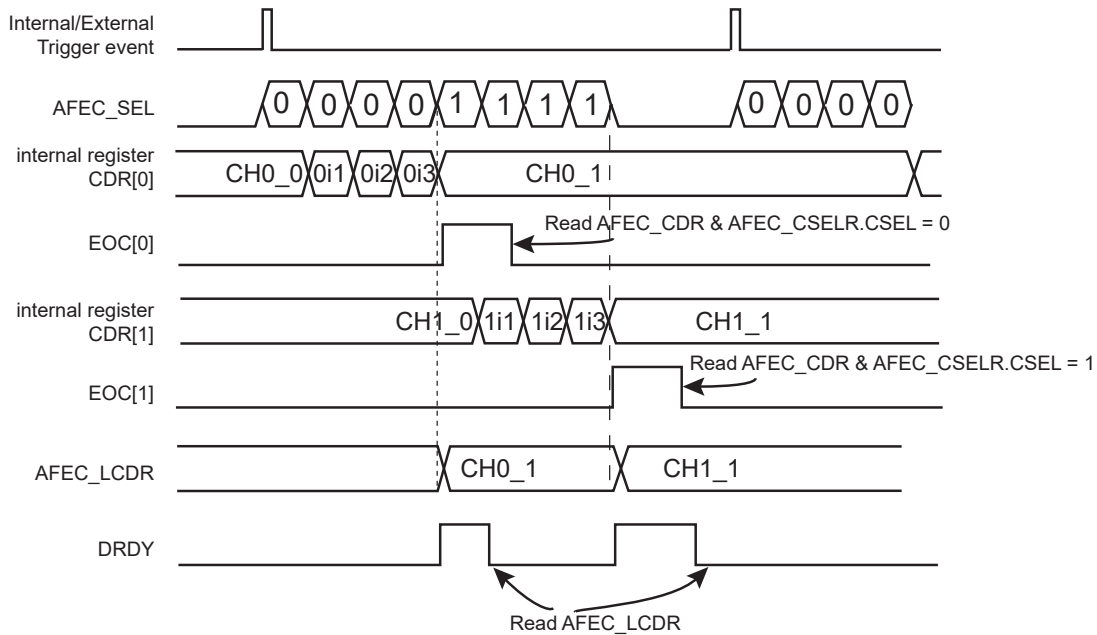 Internal/External
Trigger event
AFEC_SEL 0 0 0 0 1 1 1 1 0 0 0 0
internal register
CDR[0] CH0_0 0i1 0i2 0i3 CH0_1
EOC[0] Read AFEC_CDR & AFEC_CSELR.CSEL = 0
internal register
CDR[1] CH1_0 1i1 1i2 1i3 CH1_1
Read AFEC_CDR & AFEC_CSELR.CSEL = 1
EOC[1]
AFEC_LCDR CH0_1 CH1_1
DRDY
Read AFEC_LCDR